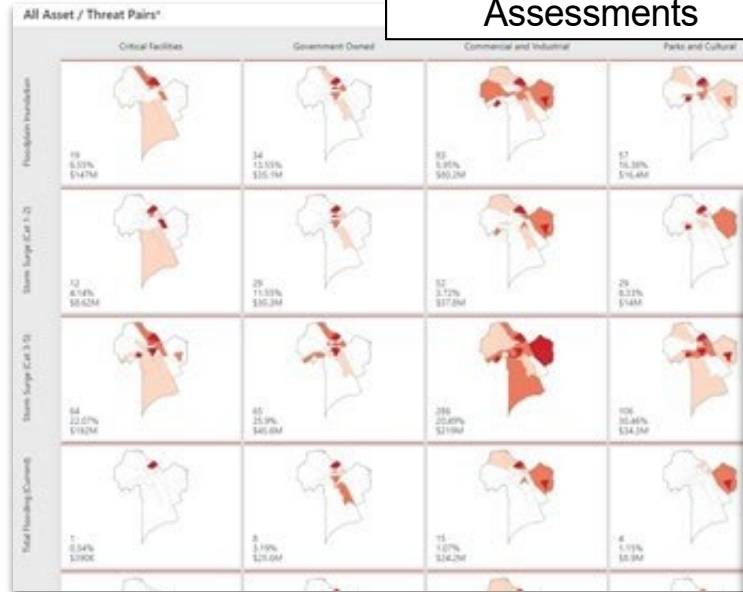 Assessments
All Asset / Threat Pairs*
Critical Facilities
Government Owned
Commercial and Industrial
Parks and Cultural
Floodplain Inundation
19
6.55%
$147M
34
13.55%
$35.1M
83
5.95%
$80.2M
57
16.38%
$16.4M
Storm Surge (Cat 1-2)
12
4.14%
$8.62M
29
11.55%
$30.3M
52
3.72%
$37.8M
29
8.33%
$14M
Storm Surge (Cat 3-5)
64
22.07%
$192M
65
25.9%
$45.6M
286
20.49%
$219M
106
30.46%
$34.3M
Total Flooding (Current)
1
0.34%
$390K
8
3.19%
$25.6M
15
1.07%
$24.2M
4
1.15%
$8.9M